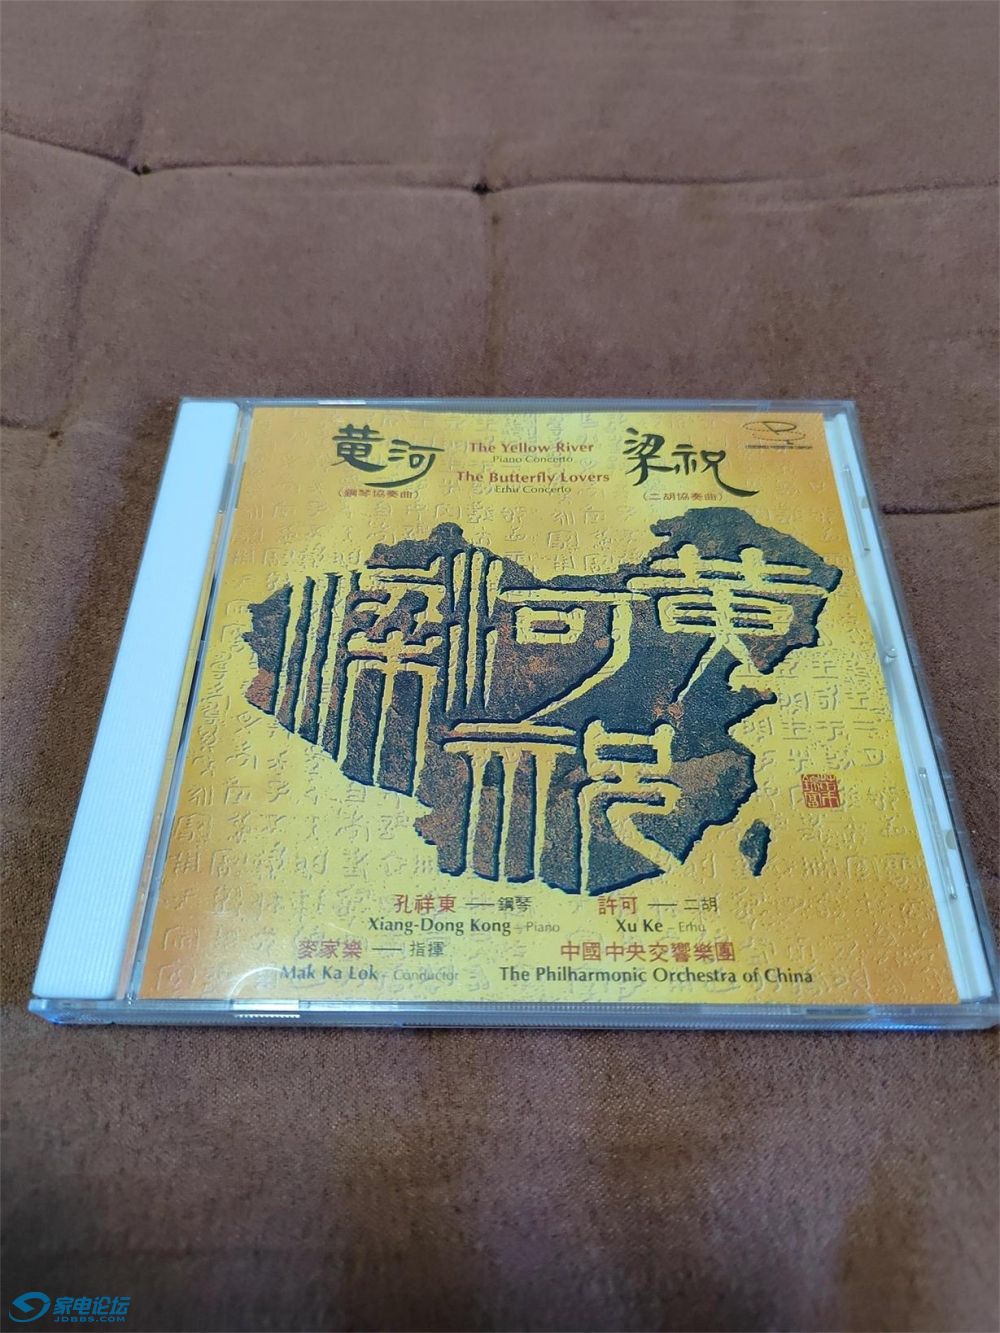 黄河
The Yellow River
Piano Concerto
梁祝
The Butterfly Lovers
Erhu Concerto
(鋼琴協奏曲)
(二胡協奏曲)
黄
河
梁
祝
孔祥東 — 鋼琴
許可 — 二胡
Xiang-Dong Kong – Piano
Xu Ke – Erhu
麥家樂 — 指揮
中國中央交響樂團
Mak Ka Lok – Conductor
The Philharmonic Orchestra of China
家电论坛
JDBBS.COM